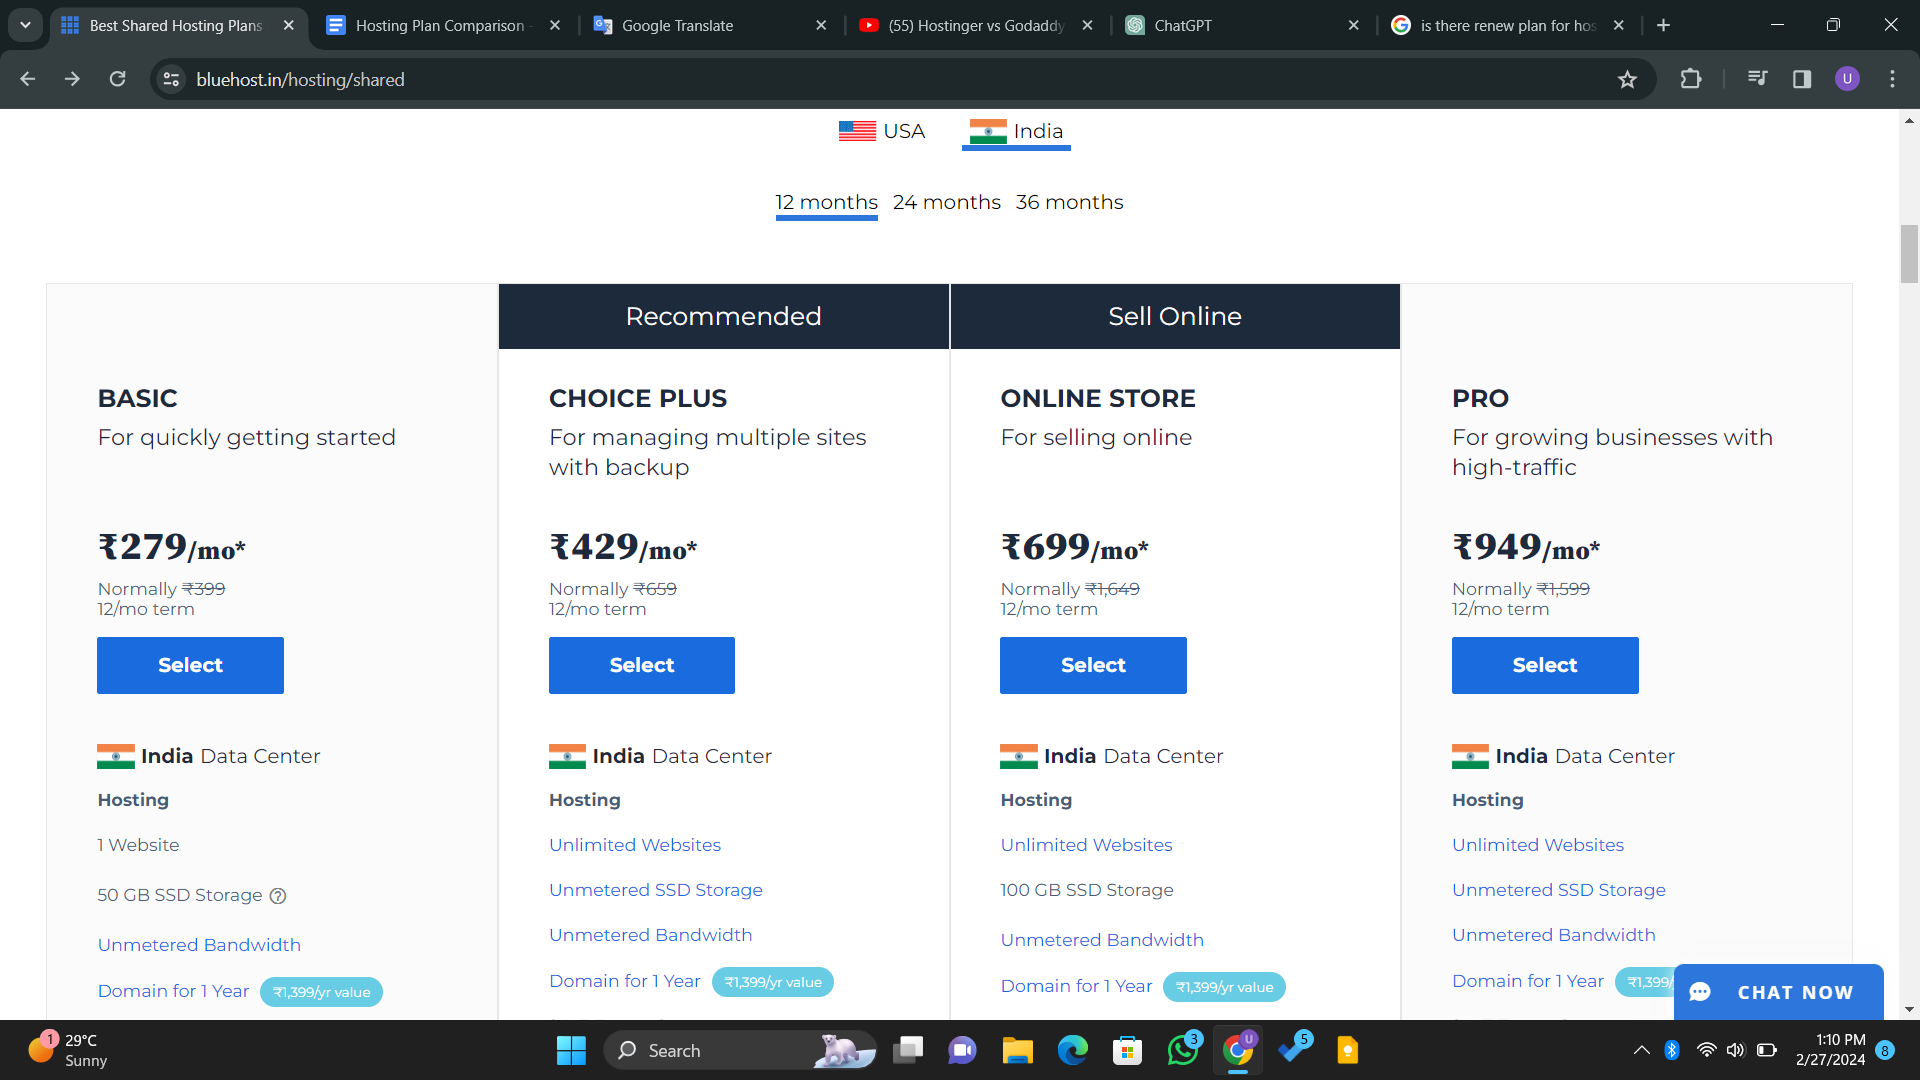 Best Shared Hosting Plans
Hosting Plan Comparison -
Google Translate
(55) Hostinger vs Godaddy
ChatGPT
is there renew plan for hos
bluehost.in/hosting/shared
U
USA
India
12 months 24 months 36 months
Recommended
Sell Online
BASIC
For quickly getting started
₹279/mo*
Normally ₹399
12/mo term
Select
India Data Center
Hosting
1 Website
50 GB SSD Storage ?
Unmetered Bandwidth
Domain for 1 Year ₹1,399/yr value
CHOICE PLUS
For managing multiple sites
with backup
₹429/mo*
Normally ₹659
12/mo term
Select
India Data Center
Hosting
Unlimited Websites
Unmetered SSD Storage
Unmetered Bandwidth
Domain for 1 Year ₹1,399/yr value
ONLINE STORE
For selling online
₹699/mo*
Normally ₹1,649
12/mo term
Select
India Data Center
Hosting
Unlimited Websites
100 GB SSD Storage
Unmetered Bandwidth
Domain for 1 Year ₹1,399/yr value
PRO
For growing businesses with
high-traffic
₹949/mo*
Normally ₹1,599
12/mo term
Select
India Data Center
Hosting
Unlimited Websites
Unmetered SSD Storage
Unmetered Bandwidth
Domain for 1 Year ₹1,399/
CHAT NOW
1
29°C
Sunny
Search
3
U
5
1:10 PM
2/27/2024
8